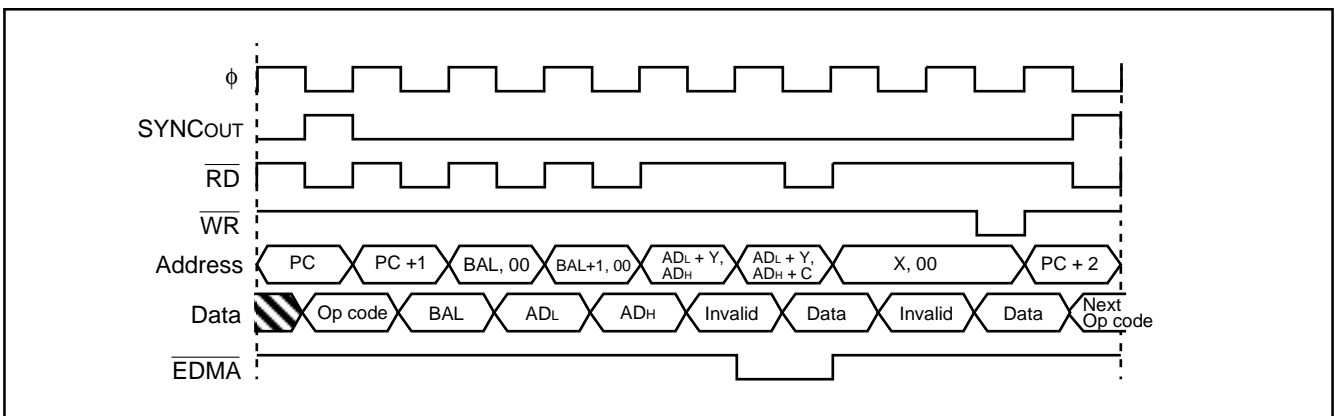 ϕ
SYNCOUT
RD
WR
Address PC PC +1 BAL, 00 BAL+1, 00 ADL + Y, ADH ADL + Y, ADH + C X, 00 PC + 2
Data Op code BAL ADL ADH Invalid Data Invalid Data Next Op code
EDMA